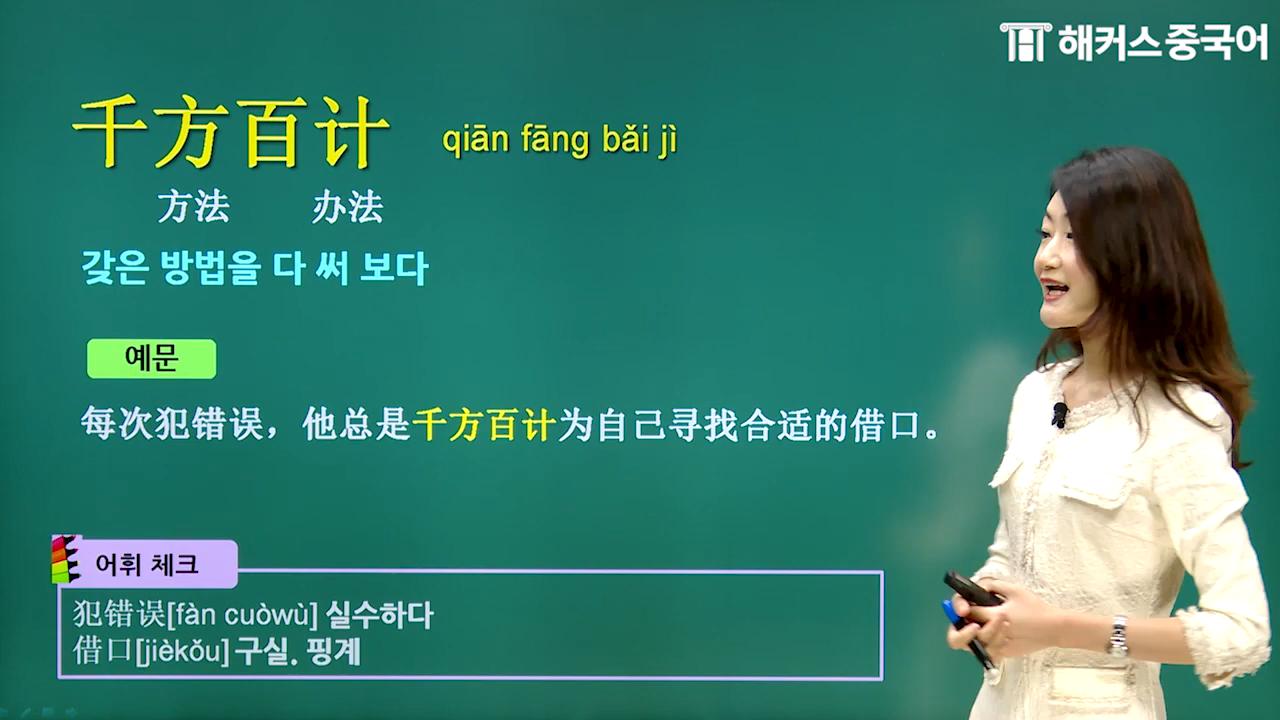 해커스중국어
千方百计 qiān fāng bǎi jì
方法 办法
갖은 방법을 다 써 보다
예문
每次犯错误，他总是千方百计为自己寻找合适的借口。
어휘 체크
犯错误[fàn cuòwù] 실수하다
借口[jièkǒu] 구실. 핑계